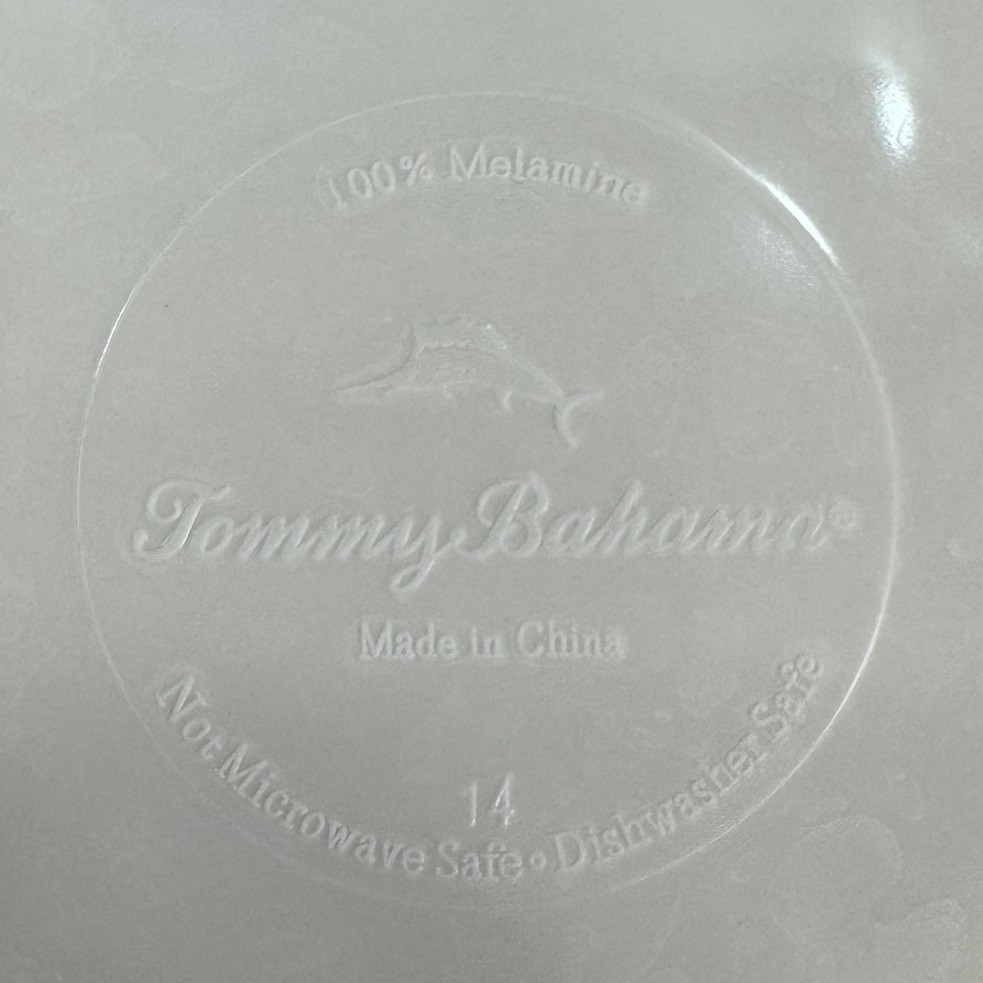 100% Melamine
Tommy Bahama®
Made in China
14
Not Microwave Safe • Dishwasher Safe